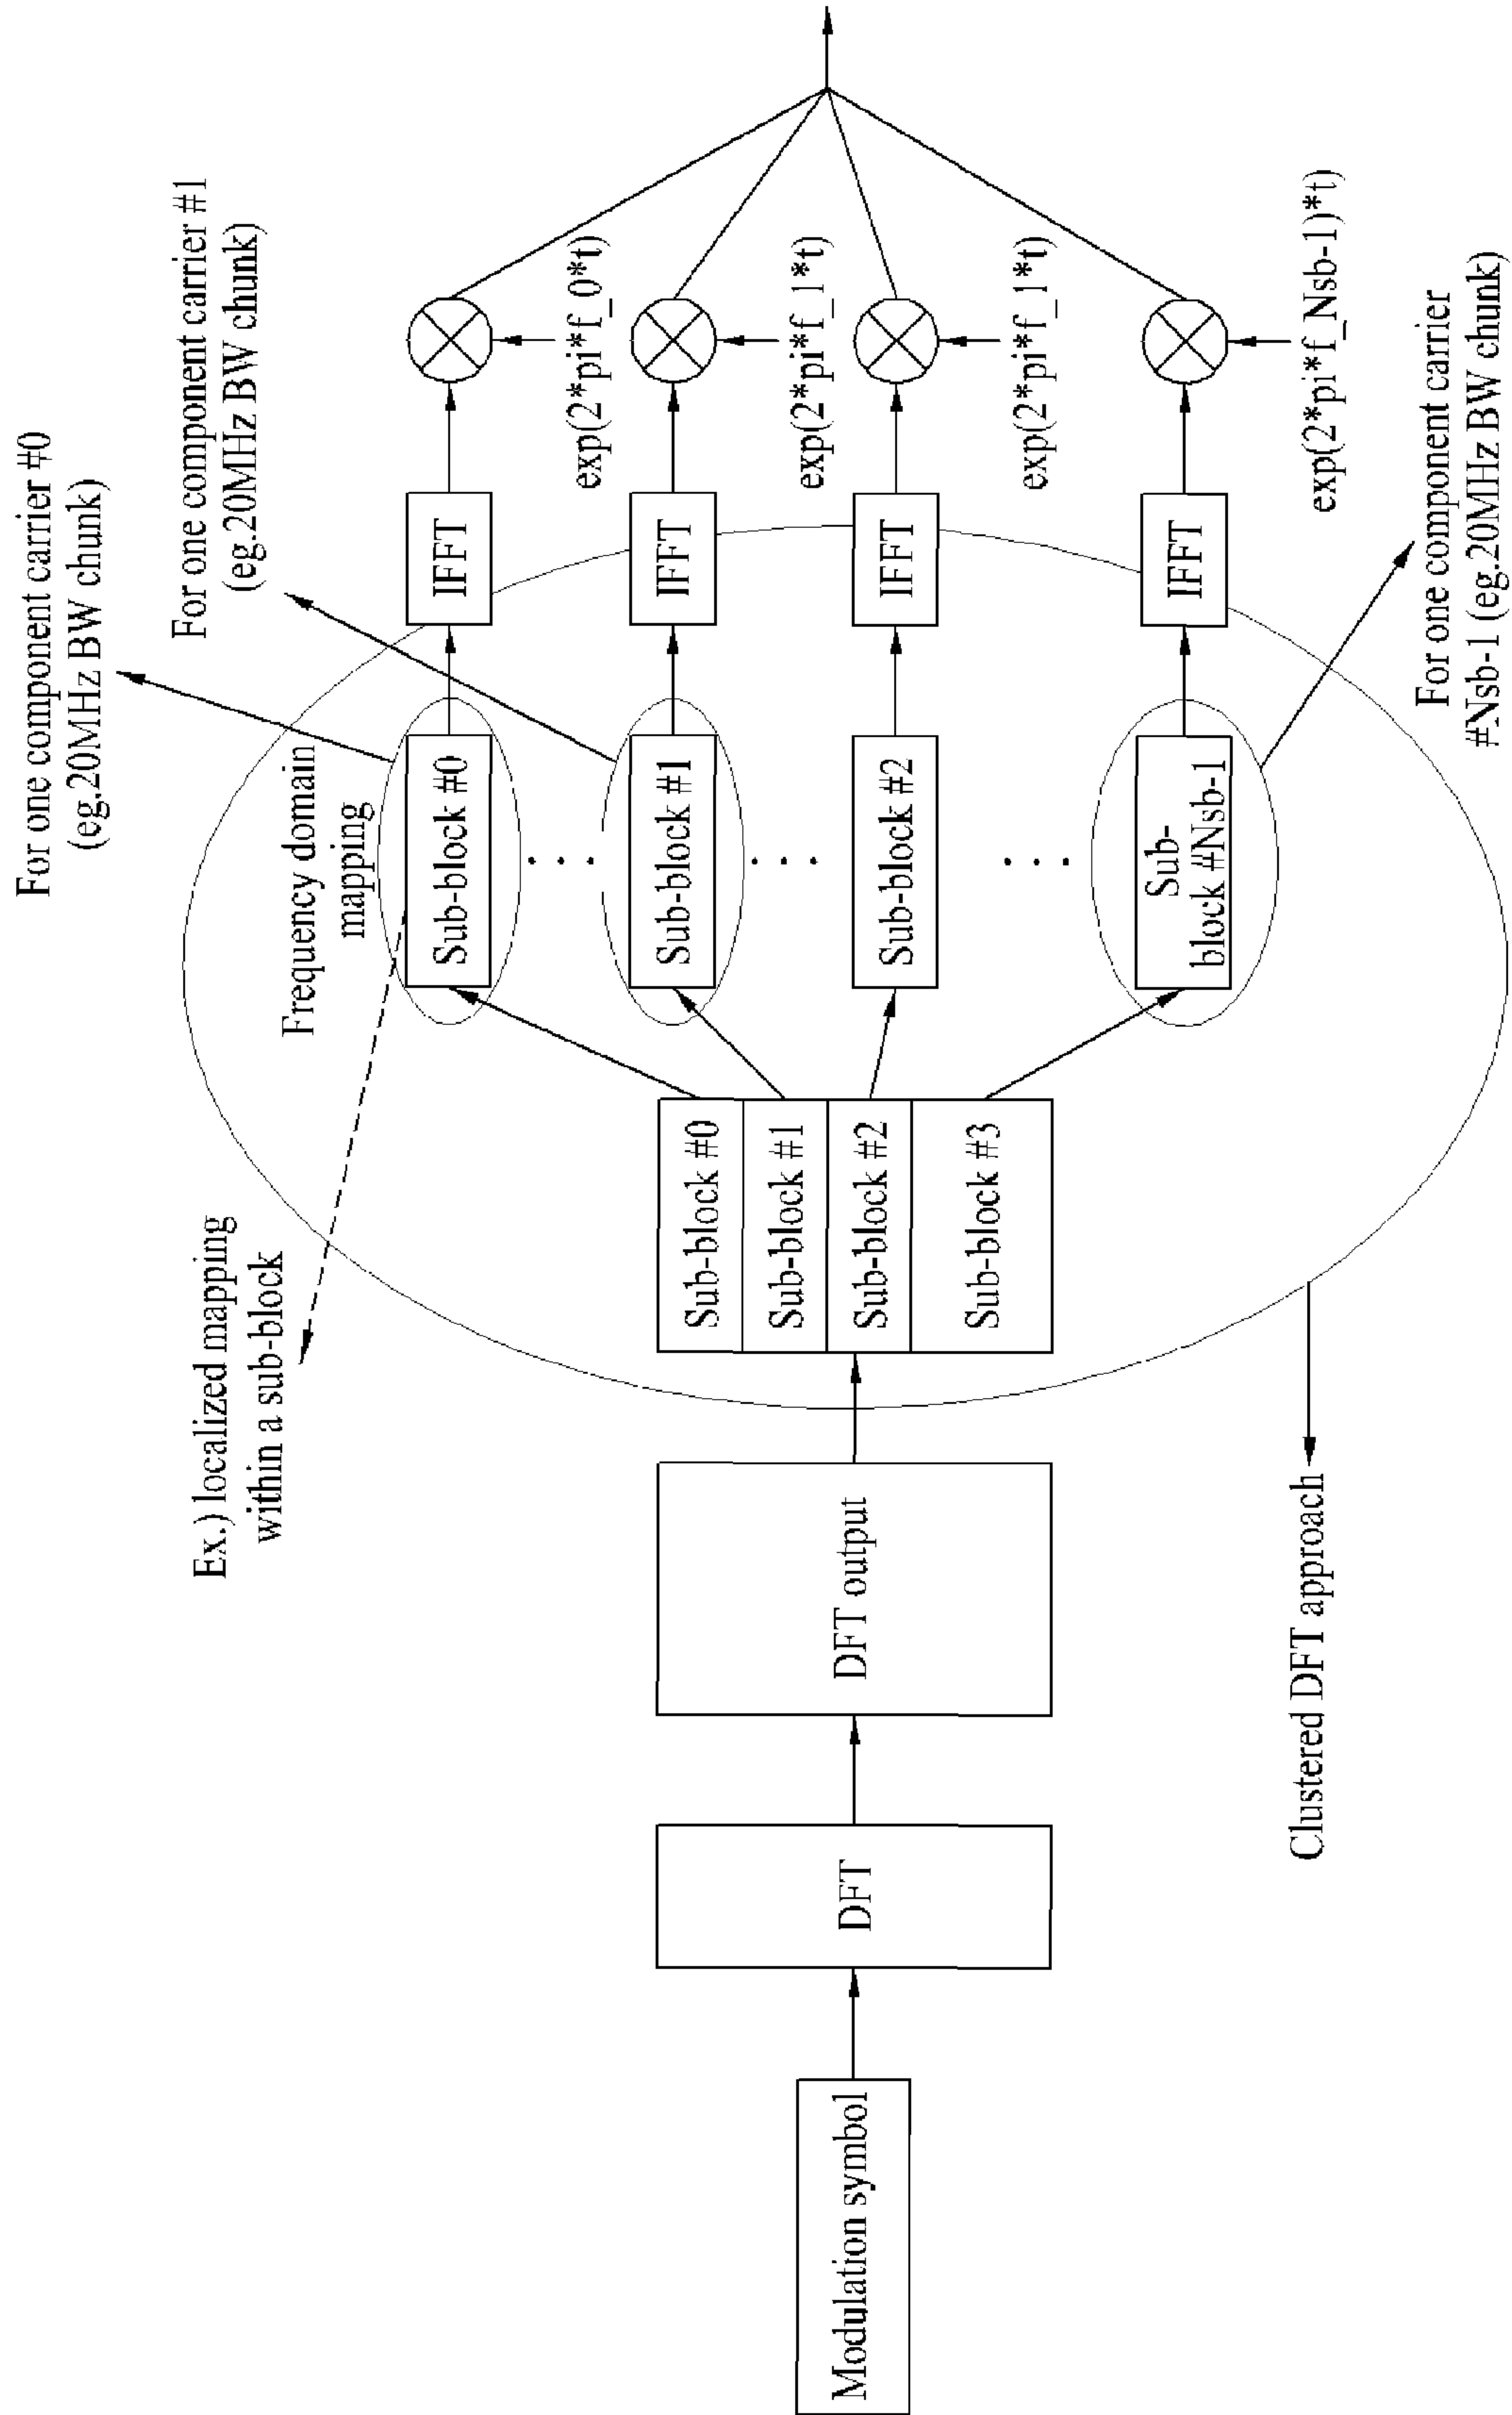 For one component carrier #0
(eg.20MHz BW chunk)
For one component carrier #1
(eg.20MHz BW chunk)
Ex.) localized mapping
within a sub-block
Frequency domain
mapping
Modulation symbol
DFT
DFT output
Sub-block #0
Sub-block #1
Sub-block #2
Sub-block #3
Sub-block #0
. . .
Sub-block #1
. . .
Sub-block #2
. . .
Sub-
block #Nsb-1
IFFT
IFFT
IFFT
IFFT
exp(2*pi*f_0*t)
exp(2*pi*f_1*t)
exp(2*pi*f_1*t)
exp(2*pi*f_Nsb-1)*t)
Clustered DFT approach
For one component carrier
#Nsb-1 (eg.20MHz BW chunk)